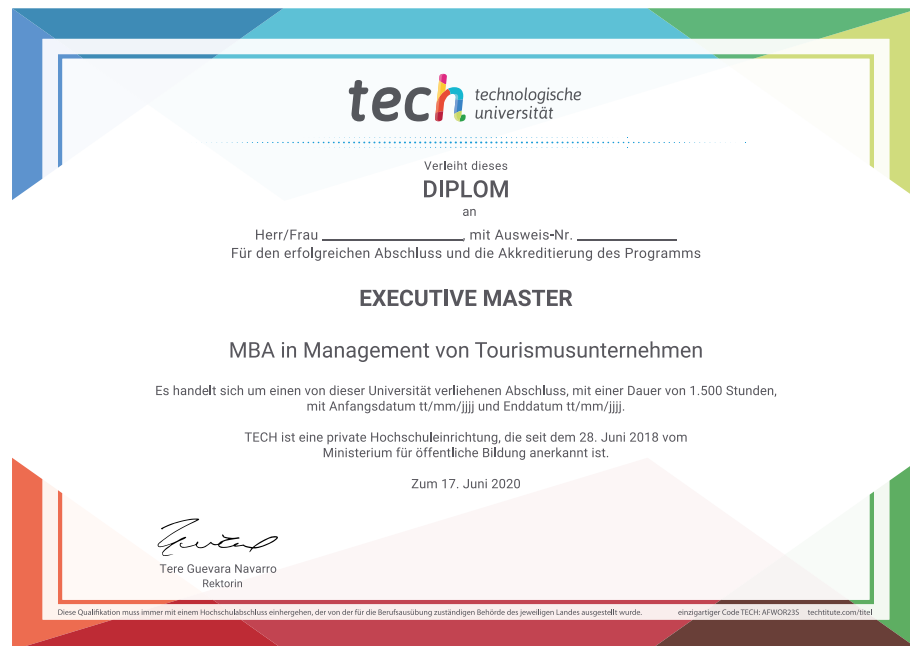 tech technologische
universität
Verleiht dieses
DIPLOM
an
Herr/Frau ____________________, mit Ausweis-Nr. ______________
Für den erfolgreichen Abschluss und die Akkreditierung des Programms
EXECUTIVE MASTER
MBA in Management von Tourismusunternehmen
Es handelt sich um einen von dieser Universität verliehenen Abschluss, mit einer Dauer von 1.500 Stunden,
mit Anfangsdatum tt/mm/jjjj und Enddatum tt/mm/jjjj.
TECH ist eine private Hochschuleinrichtung, die seit dem 28. Juni 2018 vom
Ministerium für öffentliche Bildung anerkannt ist.
Zum 17. Juni 2020
Tere Guevara Navarro
Rektorin
Diese Qualifikation muss immer mit einem Hochschulabschluss einhergehen, der von der für die Berufsausübung zuständigen Behörde des jeweiligen Landes ausgestellt wurde. einzigartiger Code TECH: AFWOR23S techtitute.com/titel